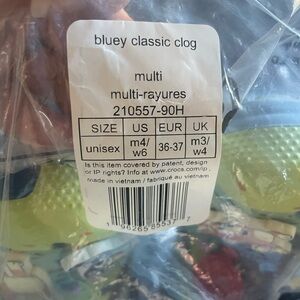 bluey classic clog
multi
multi-rayures
210557-90H
SIZE US EUR UK
unisex m4/ w6 36-37 m3/ w4
Is this item covered by patent, design
or IP rights? Info at www.crocs.com/ip
made in vietnam / fabriqué au vietnam